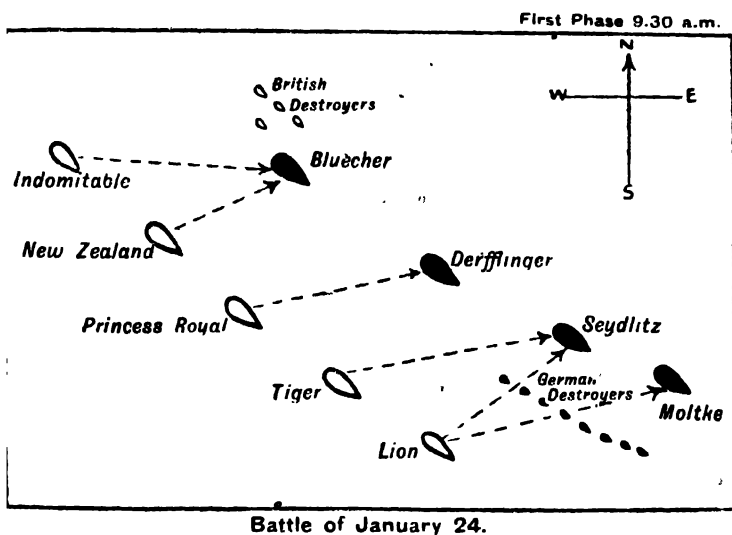 First Phase 9.30 a.m.
N
W E
S
British
Destroyers
Bluècher
Indomitable
New Zealand
Derfflinger
Princess Royal
Seydlitz
German
Destroyers
Tiger
Moltke
Lion
Battle of January 24.